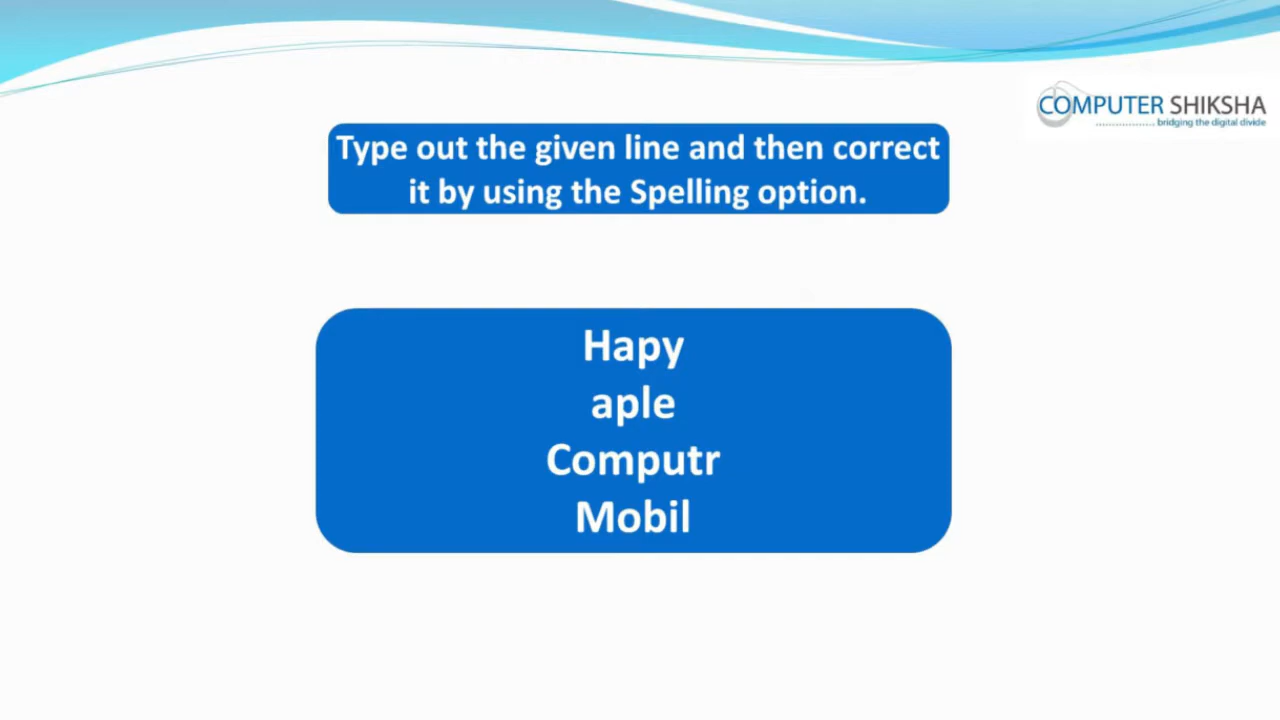 COMPUTER SHIKSHA
.................... bridging the digital divide
Type out the given line and then correct
it by using the Spelling option.
Hapy
aple
Computr
Mobil